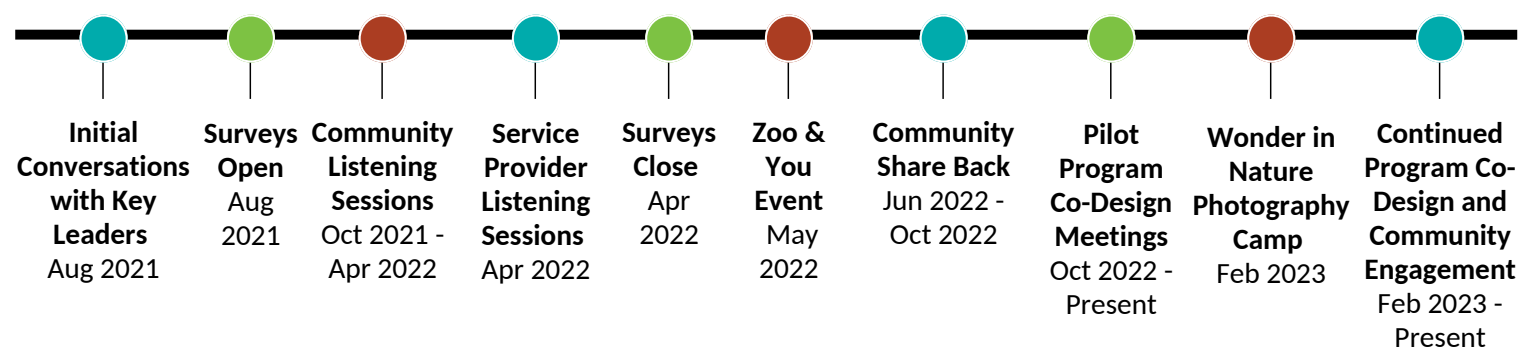 Initial
Conversations
with Key
Leaders
Aug 2021
Surveys
Open
Aug
2021
Community
Listening
Sessions
Oct 2021 -
Apr 2022
Service
Provider
Listening
Sessions
Apr 2022
Surveys
Close
Apr
2022
Zoo &
You
Event
May
2022
Community
Share Back
Jun 2022 -
Oct 2022
Pilot
Program
Co-Design
Meetings
Oct 2022 -
Present
Wonder in
Nature
Photography
Camp
Feb 2023
Continued
Program Co-
Design and
Community
Engagement
Feb 2023 -
Present